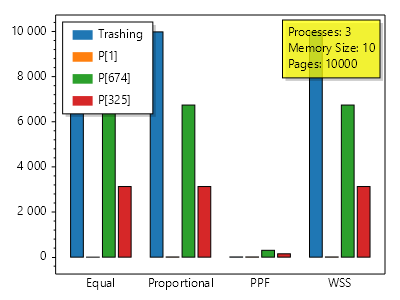 10 000
8 000
6 000
4 000
2 000
0
Trashing
P[1]
P[674]
P[325]
Processes: 3
Memory Size: 10
Pages: 10000
Equal
Proportional
PPF
WSS